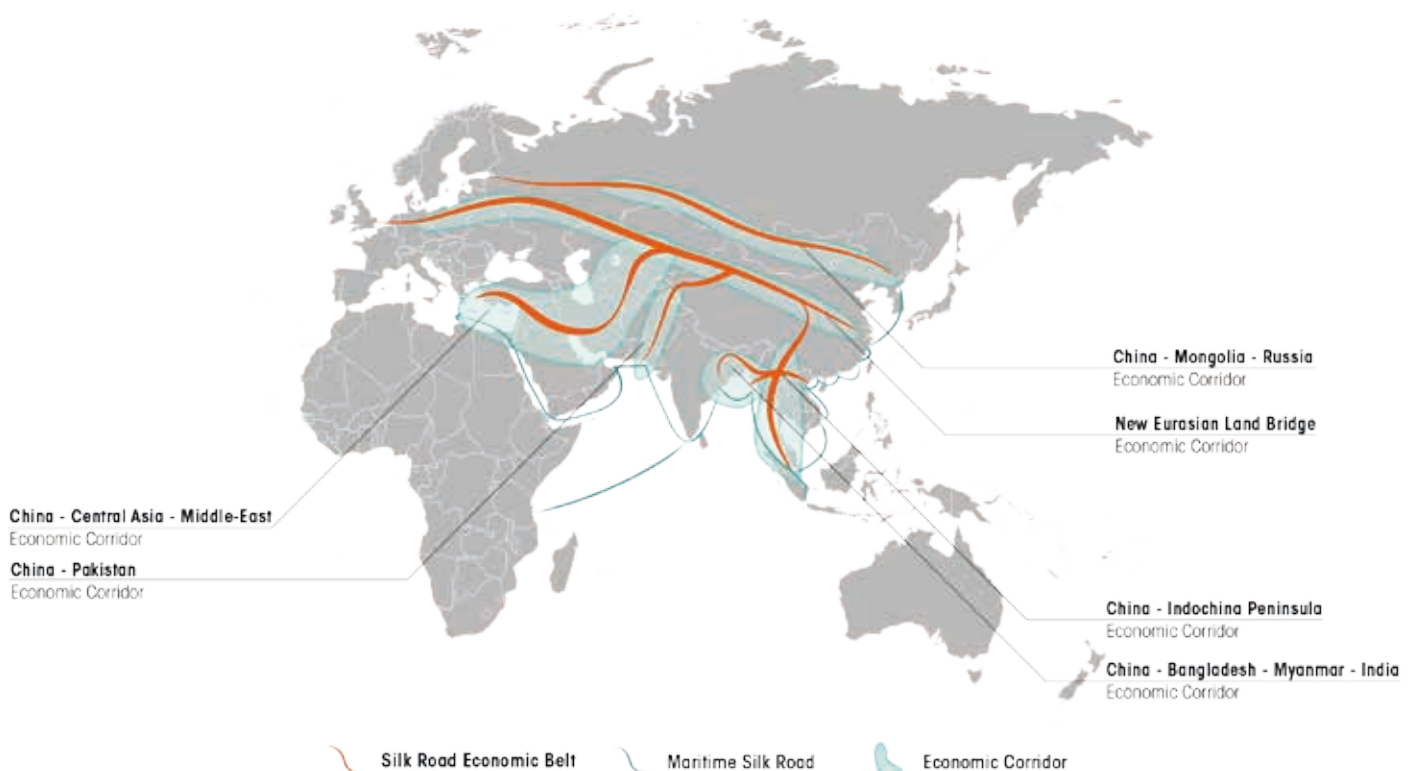 China - Mongolia - Russia
Economic Corridor
New Eurasian Land Bridge
Economic Corridor
China - Central Asia - Middle-East
Economic Corridor
China - Pakistan
Economic Corridor
China - Indochina Peninsula
Economic Corridor
China - Bangladesh - Myanmar - India
Economic Corridor
Silk Road Economic Belt
Maritime Silk Road
Economic Corridor